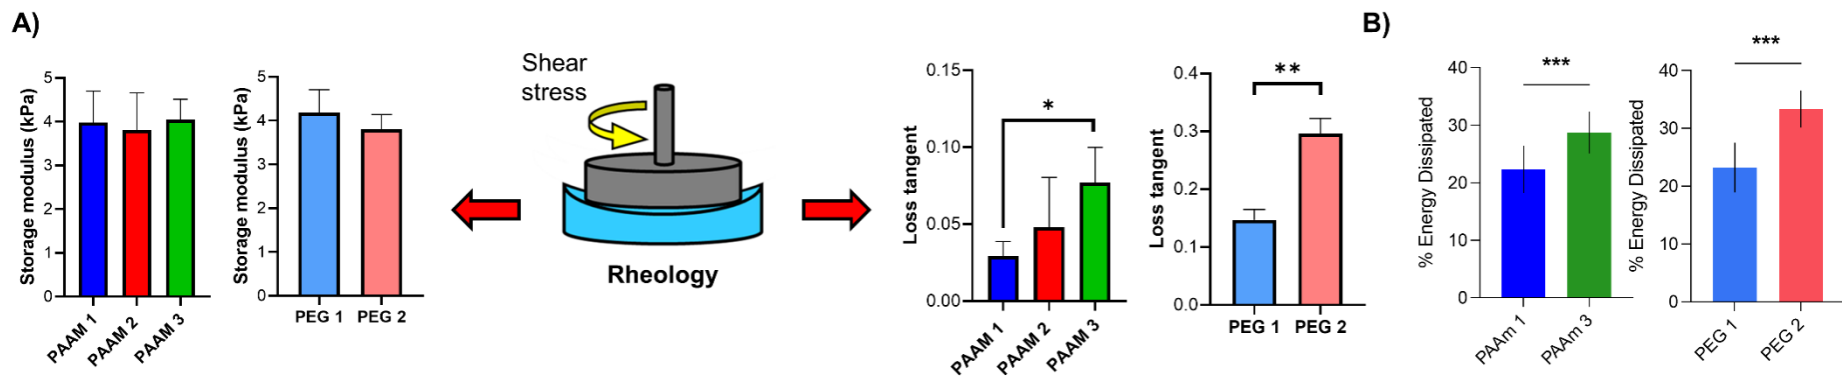 A)
Storage modulus (kPa)
5
4
3
2
1
0
PAAM 1
PAAM 2
PAAM 3
Storage modulus (kPa)
5
4
3
2
1
0
PEG 1
PEG 2
Shear
stress
Rheology
Loss tangent
0.15
0.10
0.05
0.00
*
PAAM 1
PAAM 2
PAAM 3
Loss tangent
0.4
0.3
0.2
0.1
0.0
**
PEG 1
PEG 2
B)
% Energy Dissipated
40
30
20
10
0
***
PAAm 1
PAAm 3
% Energy Dissipated
40
30
20
10
0
***
PEG 1
PEG 2